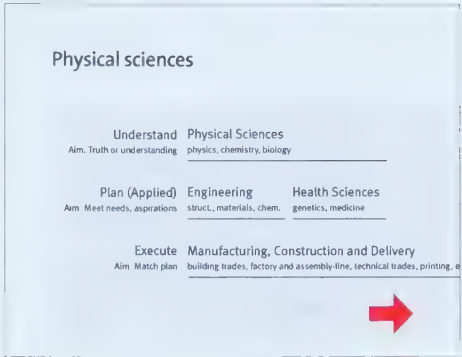 Physical sciences
Understand Physical Sciences
Aim. Truth or understanding physics, chemistry, biology
Plan (Applied) Engineering Health Sciences
Aim Meet needs, aspirations struct., materials, chem. genetics, medicine
Execute Manufacturing, Construction and Delivery
Aim Match plan building trades, factory and assembly-line, technical trades, printing, e